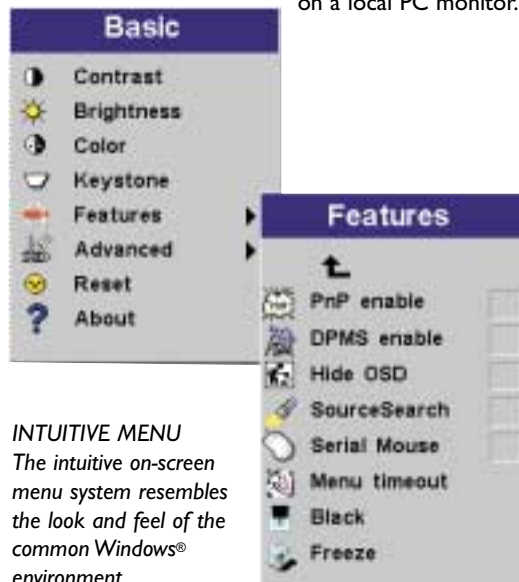 on a local PC monitor.
Basic
Contrast
Brightness
Color
Keystone
Features
Advanced
Reset
About
Features
PnP enable
DPMS enable
Hide OSD
SourceSearch
Serial Mouse
Menu timeout
Black
Freeze
INTUITIVE MENU
The intuitive on-screen
menu system resembles
the look and feel of the
common Windows®
environment